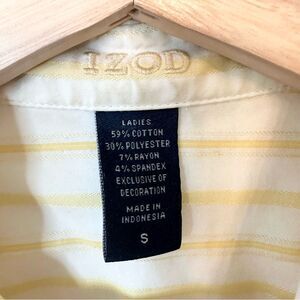 IZOD
LADIES
59% COTTON
30% POLYESTER
7% RAYON
4% SPANDEX
EXCLUSIVE OF
DECORATION
MADE IN
INDONESIA
S